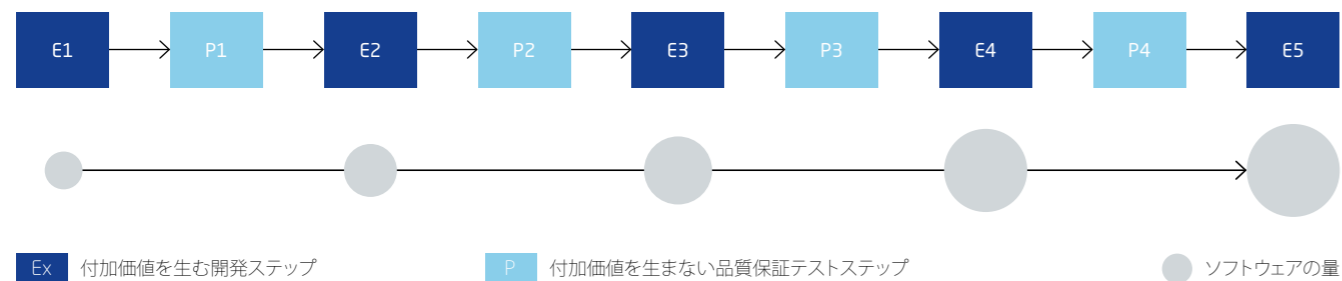 E1 P1 E2 P2 E3 P3 E4 P4 E5
Ex 付加価値を生む開発ステップ P 付加価値を生まない品質保証テストステップ ソフトウェアの量